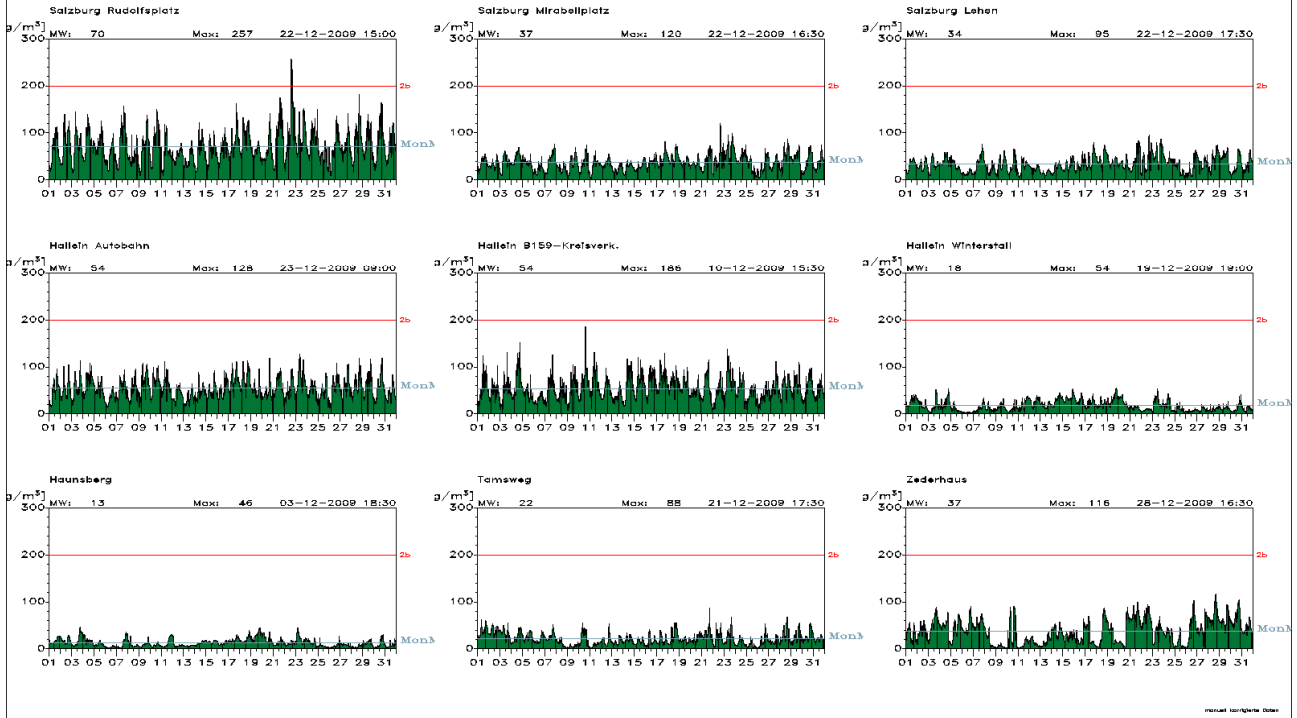 Salzburg Rudolfsplatz
g/m³] MW: 70 Max: 257 22-12-2009 15:00
300
200 2b
100 MonM
0
01 03 05 07 09 11 13 15 17 19 21 23 25 27 29 31
Salzburg Mirabellplatz
g/m³] MW: 37 Max: 120 22-12-2009 16:30
300
200 2b
100
MonM
0
01 03 05 07 09 11 13 15 17 19 21 23 25 27 29 31
Salzburg Lehen
g/m³] MW: 34 Max: 95 22-12-2009 17:30
300
200 2b
100
MonM
0
01 03 05 07 09 11 13 15 17 19 21 23 25 27 29 31
Hallein Autobahn
g/m³] MW: 54 Max: 128 23-12-2009 09:00
300
200 2b
100
MonM
0
01 03 05 07 09 11 13 15 17 19 21 23 25 27 29 31
Hallein B159-Kreisverk.
g/m³] MW: 54 Max: 186 10-12-2009 15:30
300
200 2b
100
MonM
0
01 03 05 07 09 11 13 15 17 19 21 23 25 27 29 31
Hallein Winterstall
g/m³] MW: 18 Max: 54 19-12-2009 19:00
300
200 2b
100
MonM
0
01 03 05 07 09 11 13 15 17 19 21 23 25 27 29 31
Haunsberg
g/m³] MW: 13 Max: 46 03-12-2009 18:30
300
200 2b
100
MonM
0
01 03 05 07 09 11 13 15 17 19 21 23 25 27 29 31
Tamsweg
g/m³] MW: 22 Max: 88 21-12-2009 17:30
300
200 2b
100
MonM
0
01 03 05 07 09 11 13 15 17 19 21 23 25 27 29 31
Zederhaus
g/m³] MW: 37 Max: 116 28-12-2009 16:30
300
200 2b
100
MonM
0
01 03 05 07 09 11 13 15 17 19 21 23 25 27 29 31
manuell korrigierte Daten